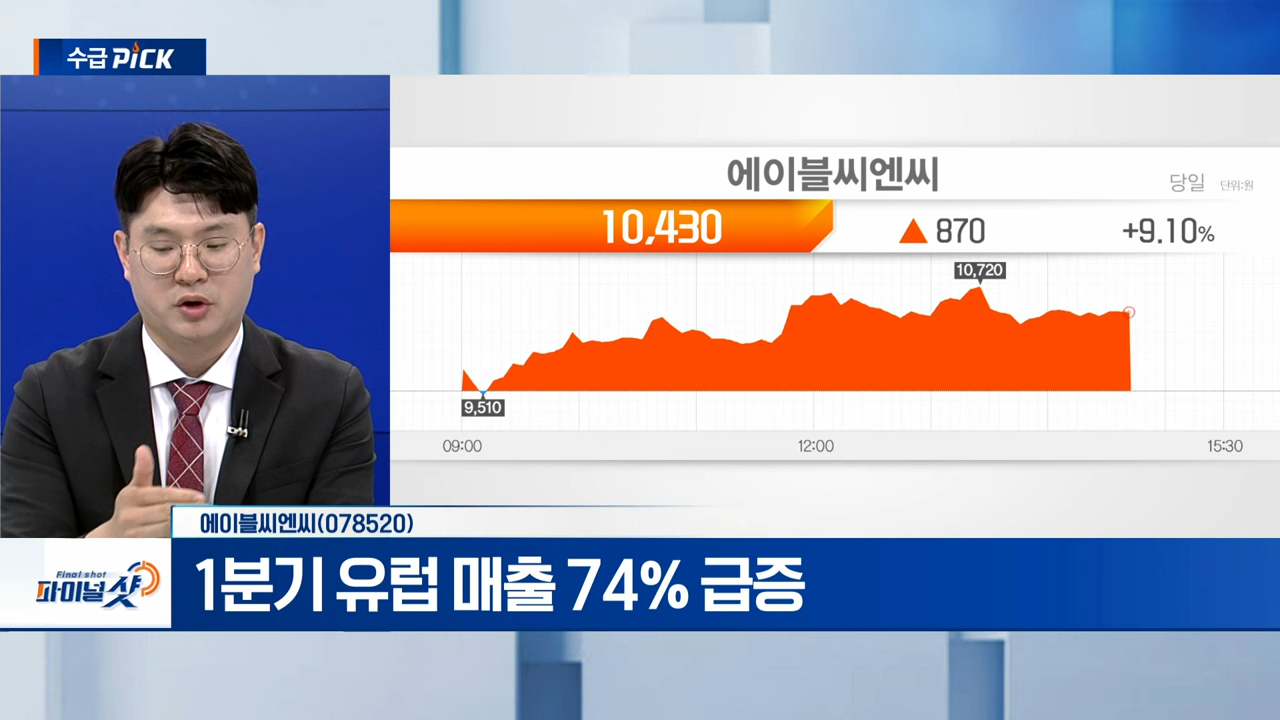 수급 PiCK
에이블씨엔씨
당일 단위:원
10,430 ▲ 870 +9.10%
10,720
9,510
09:00 12:00 15:30
에이블씨엔씨(078520)
Final shot
파이널샷
1분기 유럽 매출 74% 급증